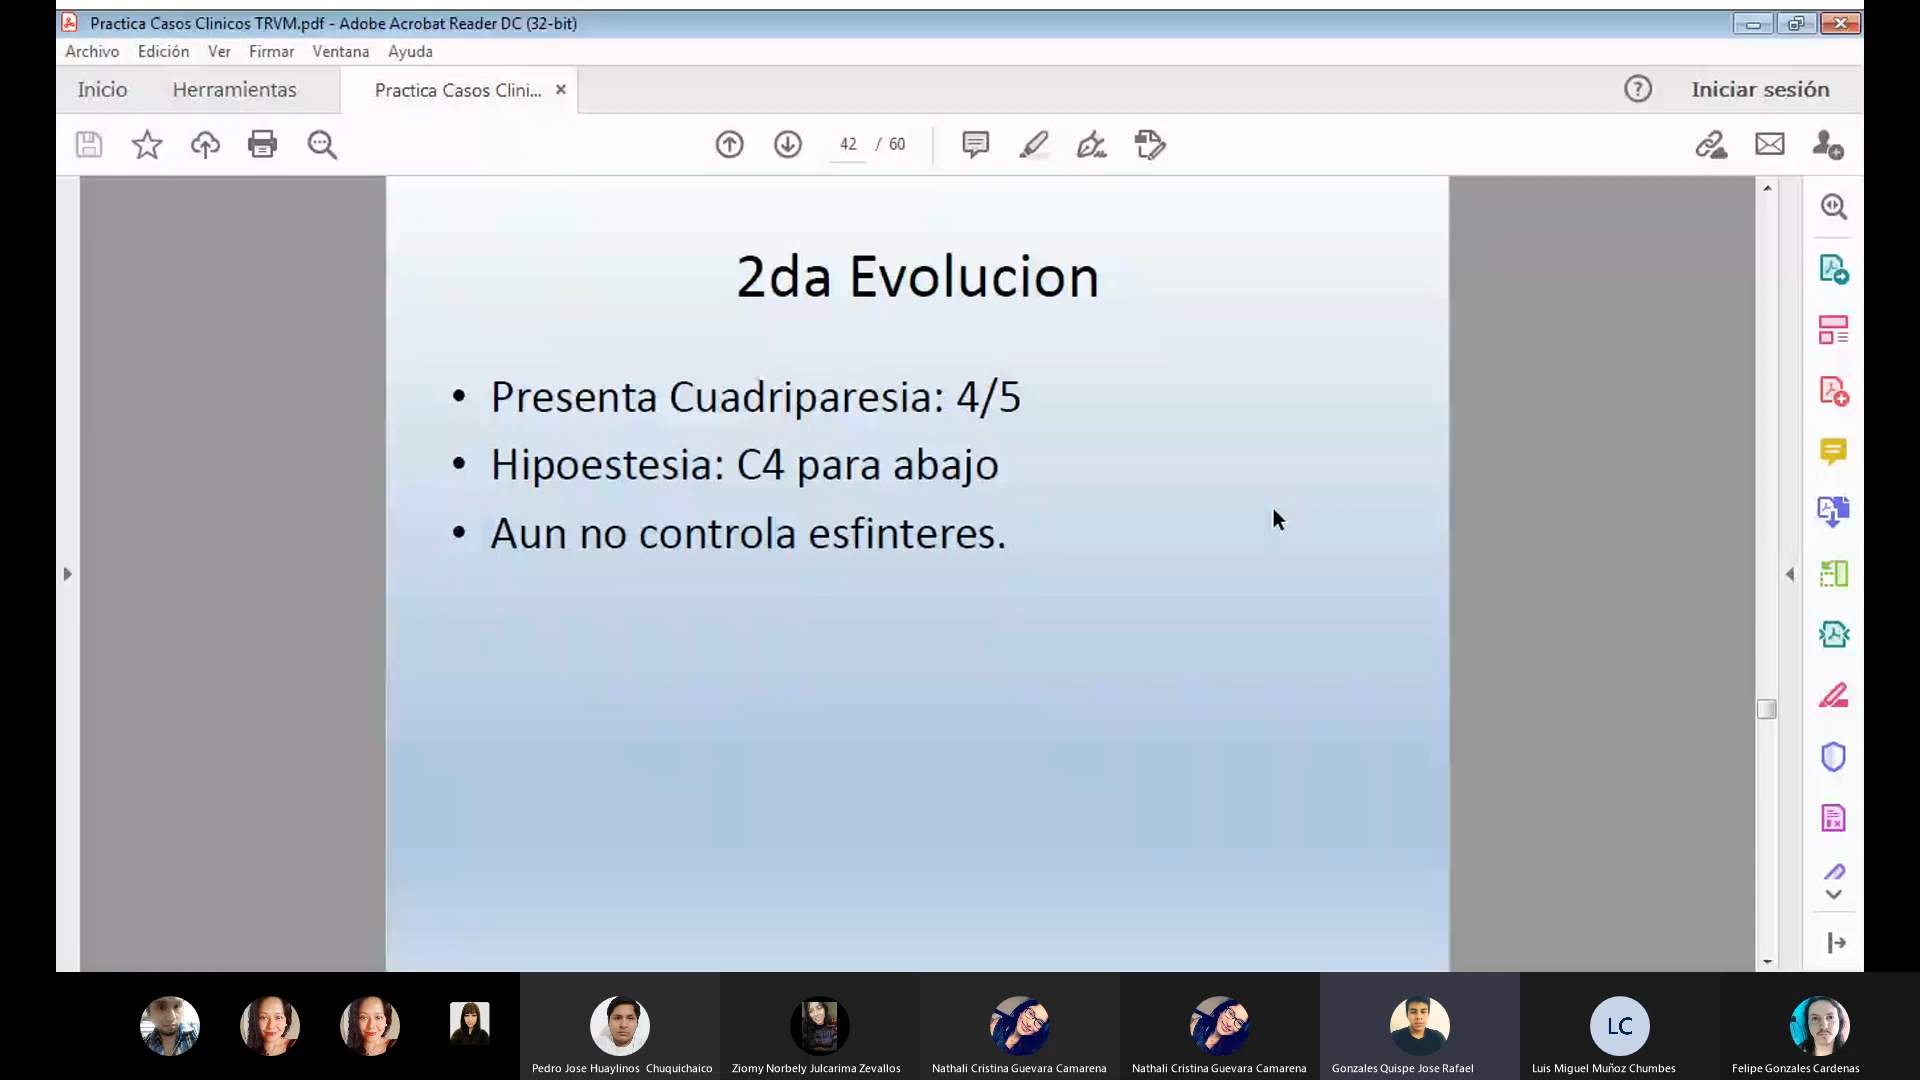 Practica Casos Clinicos TRVM.pdf - Adobe Acrobat Reader DC (32-bit)
Archivo Edición Ver Firmar Ventana Ayuda
Inicio Herramientas Practica Casos Clini... Iniciar sesión
42 / 60
2da Evolucion
• Presenta Cuadriparesia: 4/5
• Hipoestesia: C4 para abajo
• Aun no controla esfinteres.
LC
Pedro Jose Huaylinos Chuquichaico
Ziomy Norbely Julcarima Zevallos
Nathali Cristina Guevara Camarena
Nathali Cristina Guevara Camarena
Gonzales Quispe Jose Rafael
Luis Miguel Muñoz Chumbes
Felipe Gonzales Cardenas